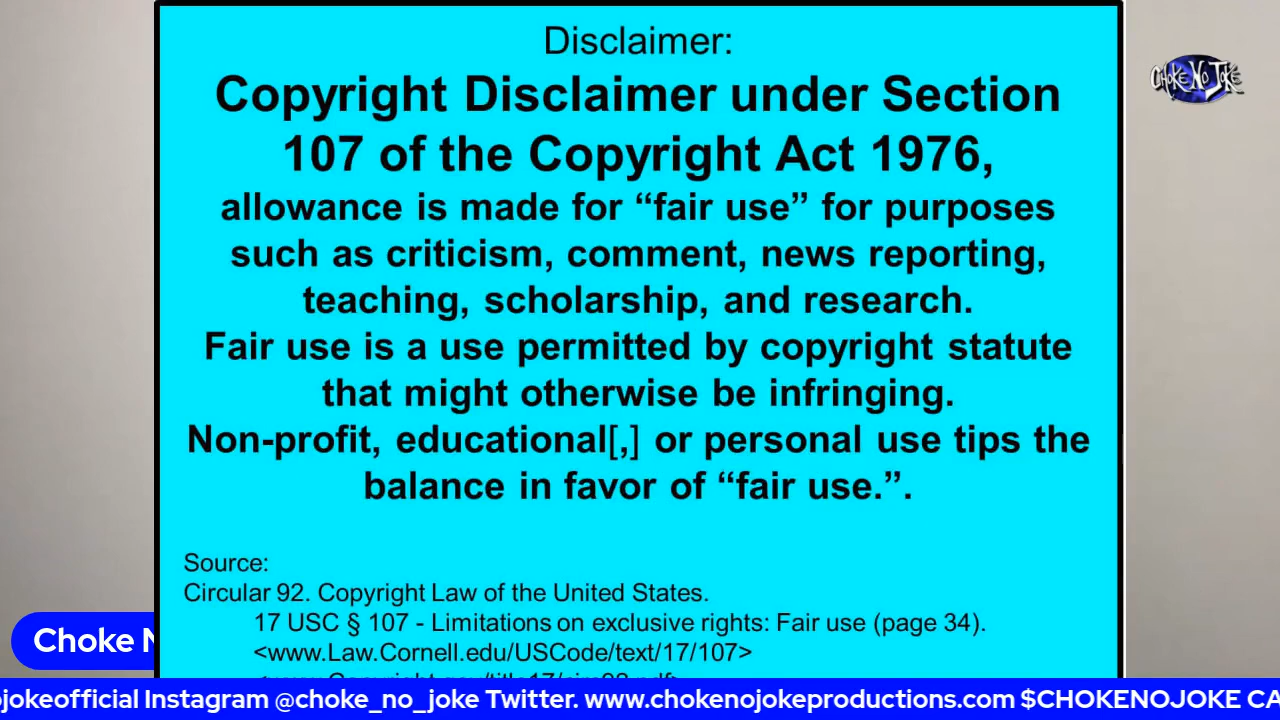 Disclaimer:
Copyright Disclaimer under Section
107 of the Copyright Act 1976,
allowance is made for “fair use” for purposes
such as criticism, comment, news reporting,
teaching, scholarship, and research.
Fair use is a use permitted by copyright statute
that might otherwise be infringing.
Non-profit, educational[,] or personal use tips the
balance in favor of “fair use.”.
CHOKE NO JOKE
Source:
Circular 92. Copyright Law of the United States.
17 USC § 107 - Limitations on exclusive rights: Fair use (page 34).
<www.Law.Cornell.edu/USCode/text/17/107>
Choke N
ojokeofficial Instagram @choke_no_joke Twitter. www.chokenojokeproductions.com $CHOKENOJOKE CA